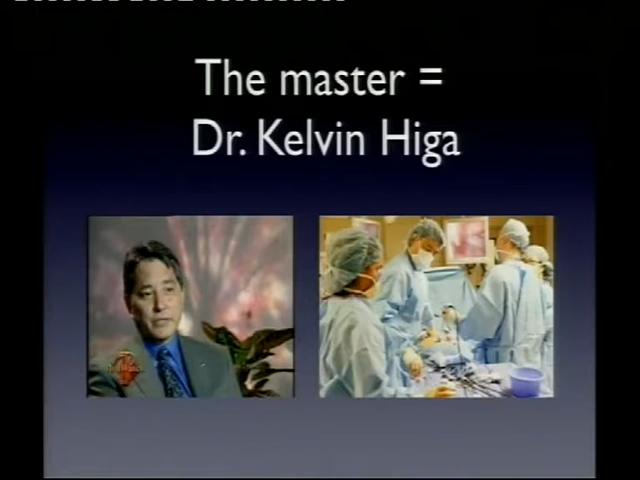 The master =
Dr. Kelvin Higa